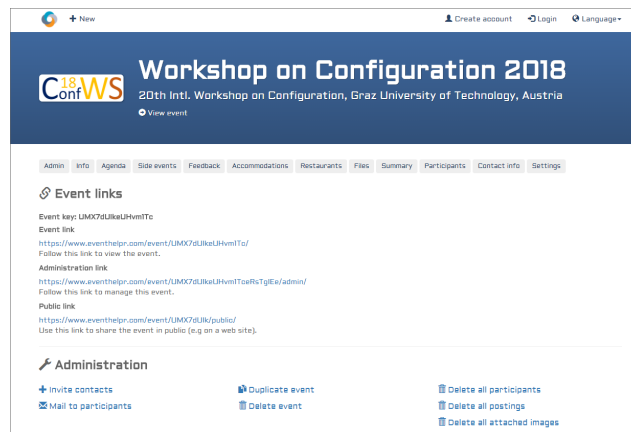 + New
Create account
Login
Language
18
ConfWS
Workshop on Configuration 2018
20th Intl. Workshop on Configuration, Graz University of Technology, Austria
View event
Admin Info Agenda Side events Feedback Accommodations Restaurants Files Summary Participants Contact info Settings
Event links
Event key: UMX7dUlkeUHvm1Tc
Event link
https://www.eventhelpr.com/event/UMX7dUlkeUHvm1Tc/
Follow this link to view the event.
Administration link
https://www.eventhelpr.com/event/UMX7dUlkeUHvm1TceRsTglEe/admin/
Follow this link to manage this event.
Public link
https://www.eventhelpr.com/event/UMX7dUlk/public/
Use this link to share the event in public (e.g on a web site).
Administration
Invite contacts
Duplicate event
Delete all participants
Mail to participants
Delete event
Delete all postings
Delete all attached images